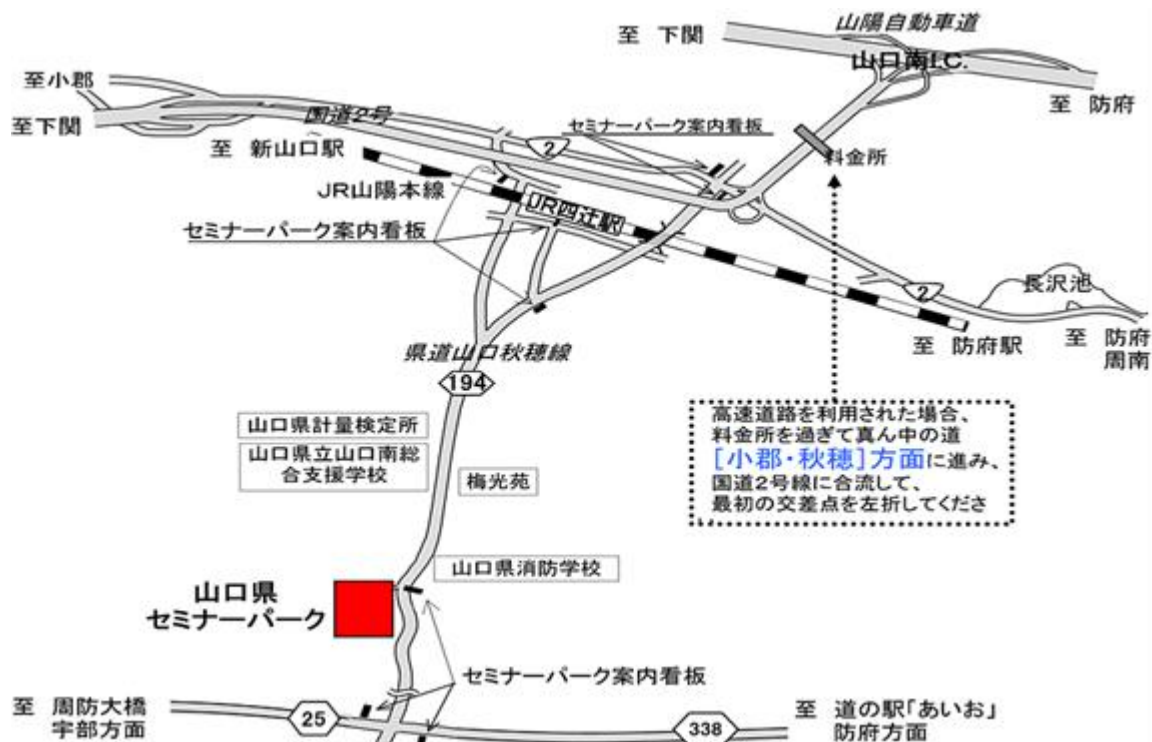 山陽自動車道
至 下関
山口南I.C.
至小郡
至 防府
国道2号
至下関
セミナーパーク案内看板
至 新山口駅
2
料金所
JR山陽本線
JR四辻駅
セミナーパーク案内看板
長沢池
2
至 防府駅
至 防府
周南
県道山口秋穂線
194
高速道路を利用された場合、
料金所を過ぎて真ん中の道
[小郡・秋穂]方面に進み、
国道2号線に合流して、
最初の交差点を左折してくださ
山口県計量検定所
山口県立山口南総
合支援学校
梅光苑
山口県消防学校
山口県
セミナーパーク
セミナーパーク案内看板
至 周防大橋
宇部方面
25
338
至 道の駅「あいお」
防府方面